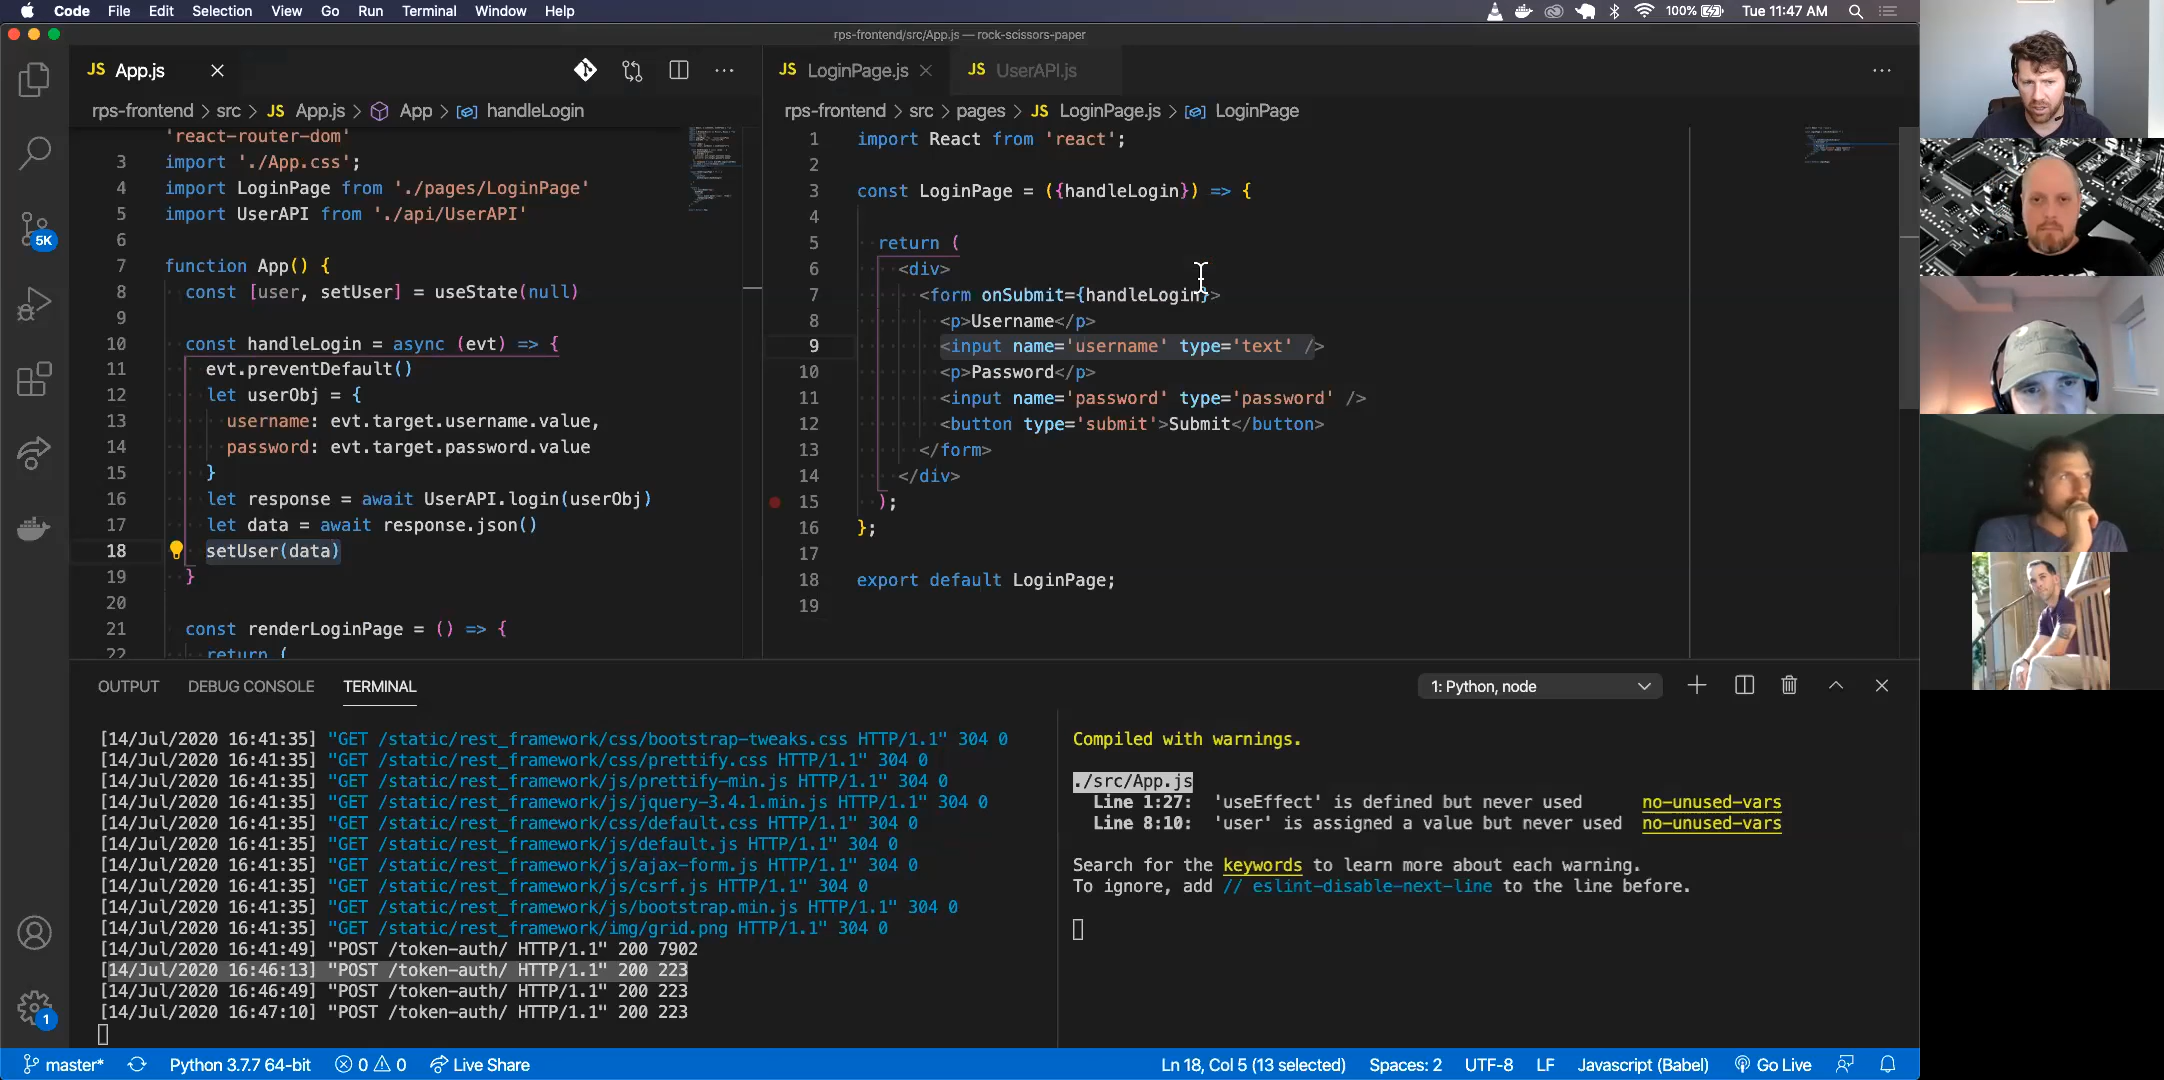 Code File Edit Selection View Go Run Terminal Window Help
100% Tue 11:47 AM
rps-frontend/src/App.js — rock-scissors-paper
JS App.js
JS LoginPage.js JS UserAPI.js
rps-frontend > src > JS App.js > App > handleLogin
rps-frontend > src > pages > JS LoginPage.js > LoginPage
5K
'react-router-dom'
3 import './App.css';
4 import LoginPage from './pages/LoginPage'
5 import UserAPI from './api/UserAPI'
6
7 function App() {
8 const [user, setUser] = useState(null)
9
10 const handleLogin = async (evt) => {
11 evt.preventDefault()
12 let userObj = {
13 username: evt.target.username.value,
14 password: evt.target.password.value
15 }
16 let response = await UserAPI.login(userObj)
17 let data = await response.json()
18 setUser(data)
19 }
20
21 const renderLoginPage = () => {
22 return (
1 import React from 'react';
2
3 const LoginPage = ({handleLogin}) => {
4
5 return (
6 <div>
7 <form onSubmit={handleLogin}>
8 <p>Username</p>
9 <input name='username' type='text' />
10 <p>Password</p>
11 <input name='password' type='password' />
12 <button type='submit'>Submit</button>
13 </form>
14 </div>
15 );
16 };
17
18 export default LoginPage;
19
OUTPUT DEBUG CONSOLE TERMINAL
1: Python, node
[14/Jul/2020 16:41:35] "GET /static/rest_framework/css/bootstrap-tweaks.css HTTP/1.1" 304 0
[14/Jul/2020 16:41:35] "GET /static/rest_framework/css/prettify.css HTTP/1.1" 304 0
[14/Jul/2020 16:41:35] "GET /static/rest_framework/js/prettify-min.js HTTP/1.1" 304 0
[14/Jul/2020 16:41:35] "GET /static/rest_framework/js/jquery-3.4.1.min.js HTTP/1.1" 304 0
[14/Jul/2020 16:41:35] "GET /static/rest_framework/css/default.css HTTP/1.1" 304 0
[14/Jul/2020 16:41:35] "GET /static/rest_framework/js/default.js HTTP/1.1" 304 0
[14/Jul/2020 16:41:35] "GET /static/rest_framework/js/ajax-form.js HTTP/1.1" 304 0
[14/Jul/2020 16:41:35] "GET /static/rest_framework/js/csrf.js HTTP/1.1" 304 0
[14/Jul/2020 16:41:35] "GET /static/rest_framework/js/bootstrap.min.js HTTP/1.1" 304 0
[14/Jul/2020 16:41:35] "GET /static/rest_framework/img/grid.png HTTP/1.1" 304 0
[14/Jul/2020 16:41:49] "POST /token-auth/ HTTP/1.1" 200 7902
[14/Jul/2020 16:46:13] "POST /token-auth/ HTTP/1.1" 200 223
[14/Jul/2020 16:46:49] "POST /token-auth/ HTTP/1.1" 200 223
[14/Jul/2020 16:47:10] "POST /token-auth/ HTTP/1.1" 200 223
Compiled with warnings.
./src/App.js
Line 1:27: 'useEffect' is defined but never used no-unused-vars
Line 8:10: 'user' is assigned a value but never used no-unused-vars
Search for the keywords to learn more about each warning.
To ignore, add // eslint-disable-next-line to the line before.
1
master* Python 3.7.7 64-bit 0 0 Live Share
Ln 18, Col 5 (13 selected) Spaces: 2 UTF-8 LF Javascript (Babel) Go Live